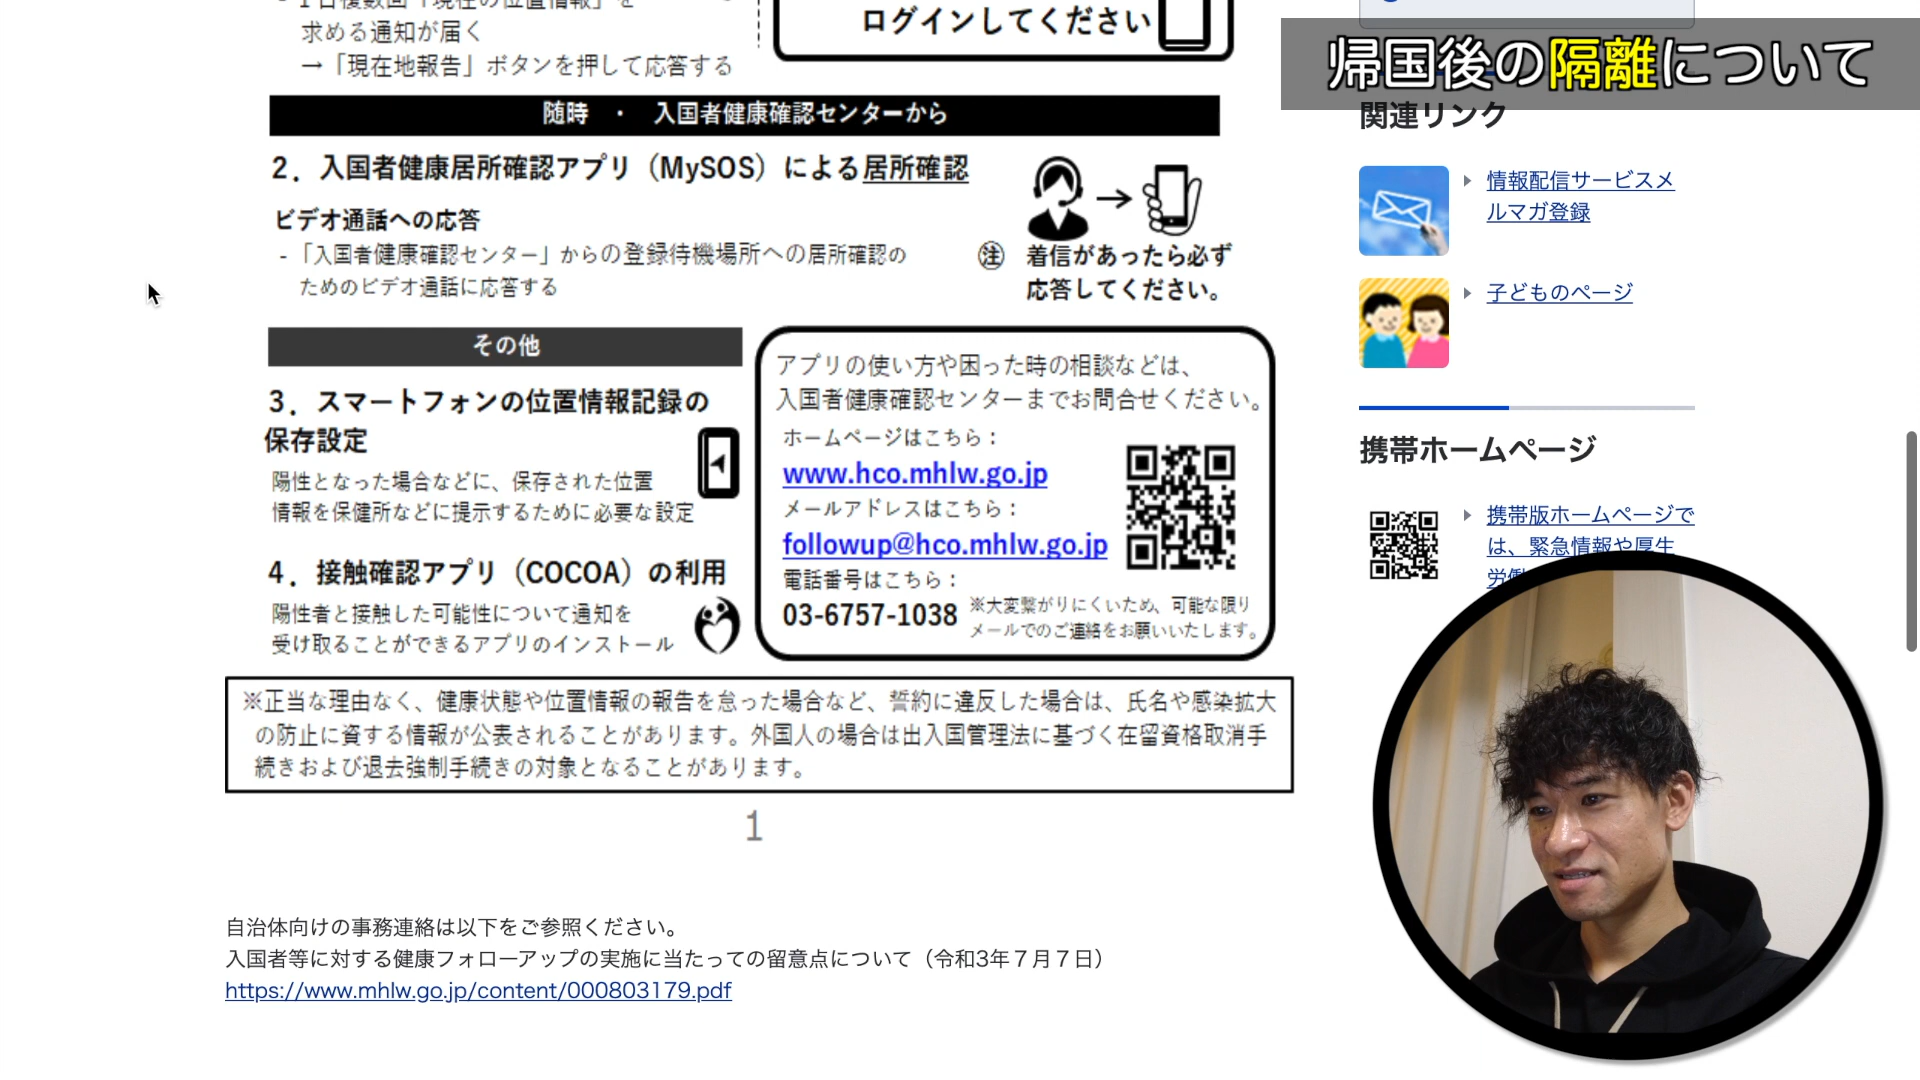 求める通知が届く
→「現在地報告」ボタンを押して応答する
ログインしてください
帰国後の隔離について
随時 ・ 入国者健康確認センターから
2．入国者健康居所確認アプリ（MySOS）による居所確認
ビデオ通話への応答
-「入国者健康確認センター」からの登録待機場所への居所確認の
ためのビデオ通話に応答する
注 着信があったら必ず
応答してください。
その他
3．スマートフォンの位置情報記録の
保存設定
陽性となった場合などに、保存された位置
情報を保健所などに提示するために必要な設定
4．接触確認アプリ（COCOA）の利用
陽性者と接触した可能性について通知を
受け取ることができるアプリのインストール
アプリの使い方や困った時の相談などは、
入国者健康確認センターまでお問合せください。
ホームページはこちら：
www.hco.mhlw.go.jp
メールアドレスはこちら：
followup@hco.mhlw.go.jp
電話番号はこちら：
03-6757-1038
※大変繋がりにくいため、可能な限り
メールでのご連絡をお願いいたします。
※正当な理由なく、健康状態や位置情報の報告を怠った場合など、誓約に違反した場合は、氏名や感染拡大
の防止に資する情報が公表されることがあります。外国人の場合は出入国管理法に基づく在留資格取消手
続きおよび退去強制手続きの対象となることがあります。
1
自治体向けの事務連絡は以下をご参照ください。
入国者等に対する健康フォローアップの実施に当たっての留意点について（令和3年７月７日）
https://www.mhlw.go.jp/content/000803179.pdf
関連リンク
情報配信サービスメ
ルマガ登録
子どものページ
携帯ホームページ
携帯版ホームページで
は、緊急情報や厚生